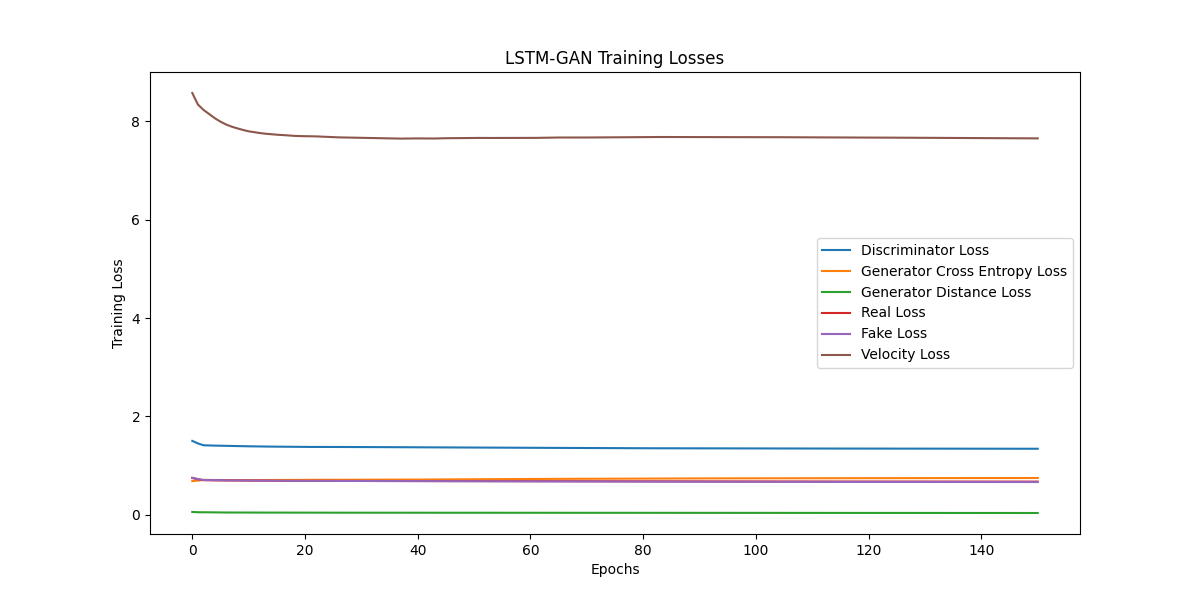 LSTM-GAN Training Losses
8
6
4
2
0
Training Loss
Discriminator Loss
Generator Cross Entropy Loss
Generator Distance Loss
Real Loss
Fake Loss
Velocity Loss
0 20 40 60 80 100 120 140
Epochs